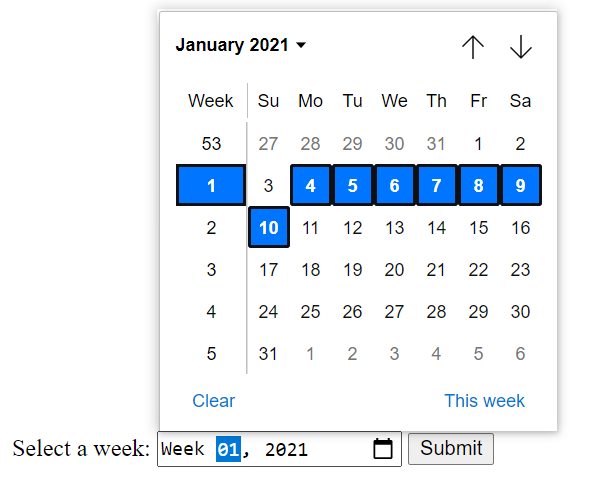 January 2021
Week Su Mo Tu We Th Fr Sa
53 27 28 29 30 31 1 2
1 3 4 5 6 7 8 9
2 10 11 12 13 14 15 16
3 17 18 19 20 21 22 23
4 24 25 26 27 28 29 30
5 31 1 2 3 4 5 6
Clear This week
Select a week: Week 01, 2021 Submit